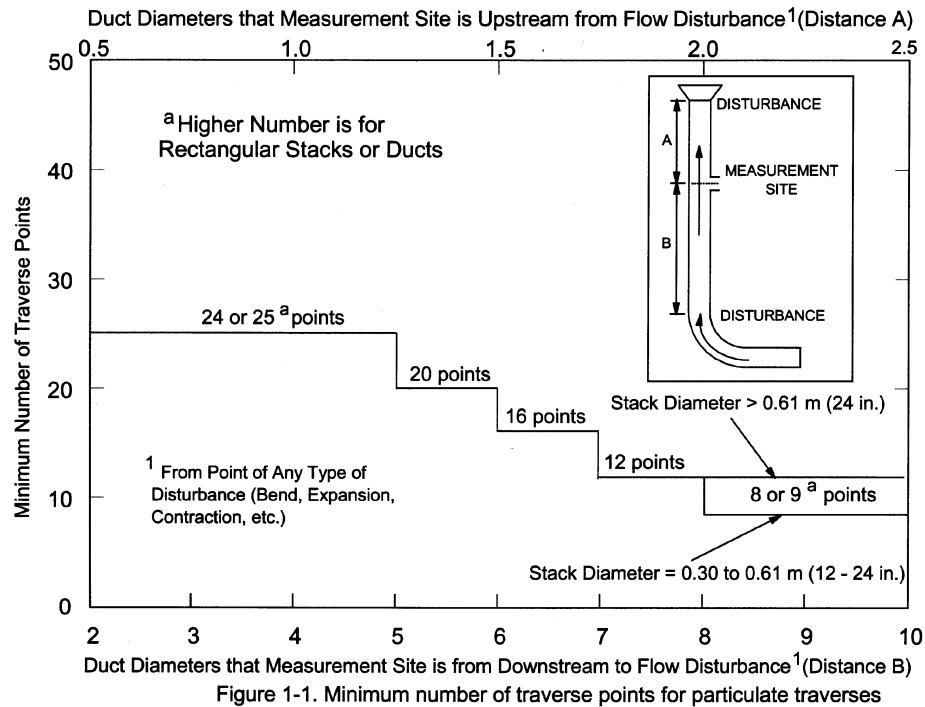 Duct Diameters that Measurement Site is Upstream from Flow Disturbance1(Distance A)
0.5 1.0 1.5 2.0 2.5
50
40
30
20
10
0
Minimum Number of Traverse Points
a Higher Number is for
Rectangular Stacks or Ducts
DISTURBANCE
A
MEASUREMENT
SITE
B
DISTURBANCE
24 or 25 a points
20 points
16 points
12 points
Stack Diameter > 0.61 m (24 in.)
8 or 9 a points
Stack Diameter = 0.30 to 0.61 m (12 - 24 in.)
1 From Point of Any Type of
Disturbance (Bend, Expansion,
Contraction, etc.)
2 3 4 5 6 7 8 9 10
Duct Diameters that Measurement Site is from Downstream to Flow Disturbance1(Distance B)
Figure 1-1. Minimum number of traverse points for particulate traverses